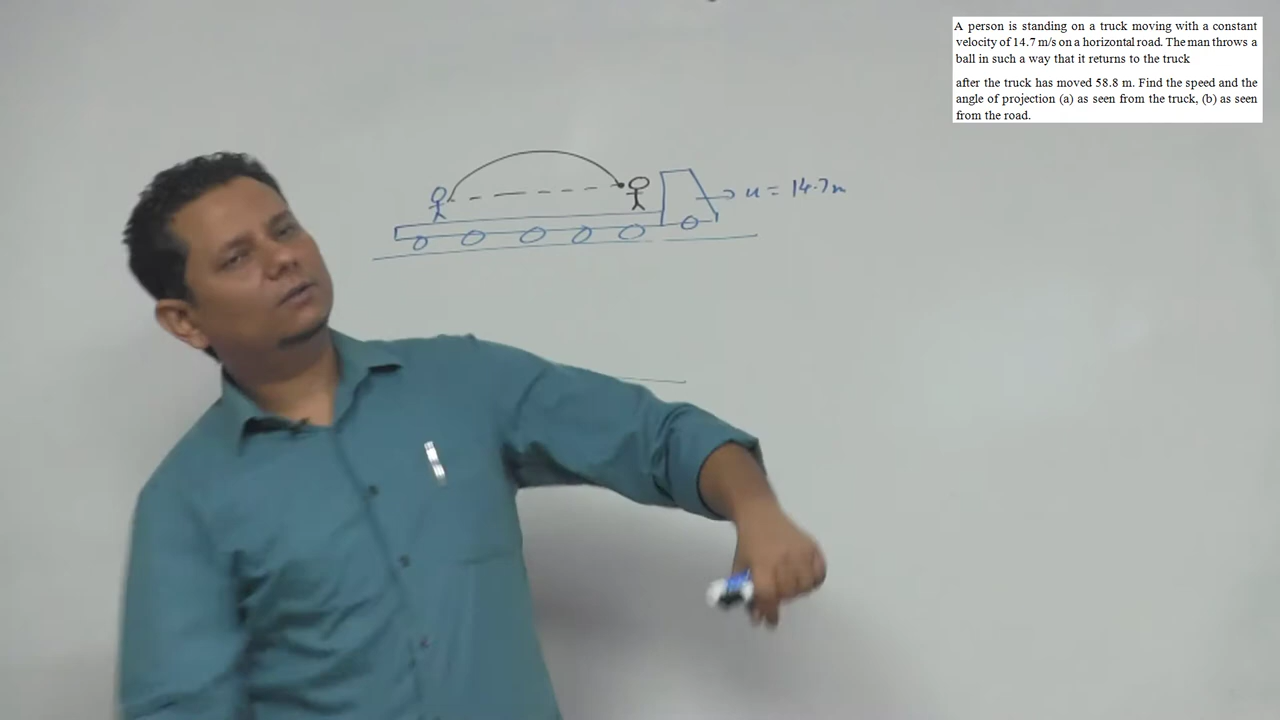 A person is standing on a truck moving with a constant
velocity of 14.7 m/s on a horizontal road. The man throws a
ball in such a way that it returns to the truck
after the truck has moved 58.8 m. Find the speed and the
angle of projection (a) as seen from the truck, (b) as seen
from the road.
u = 14.7m